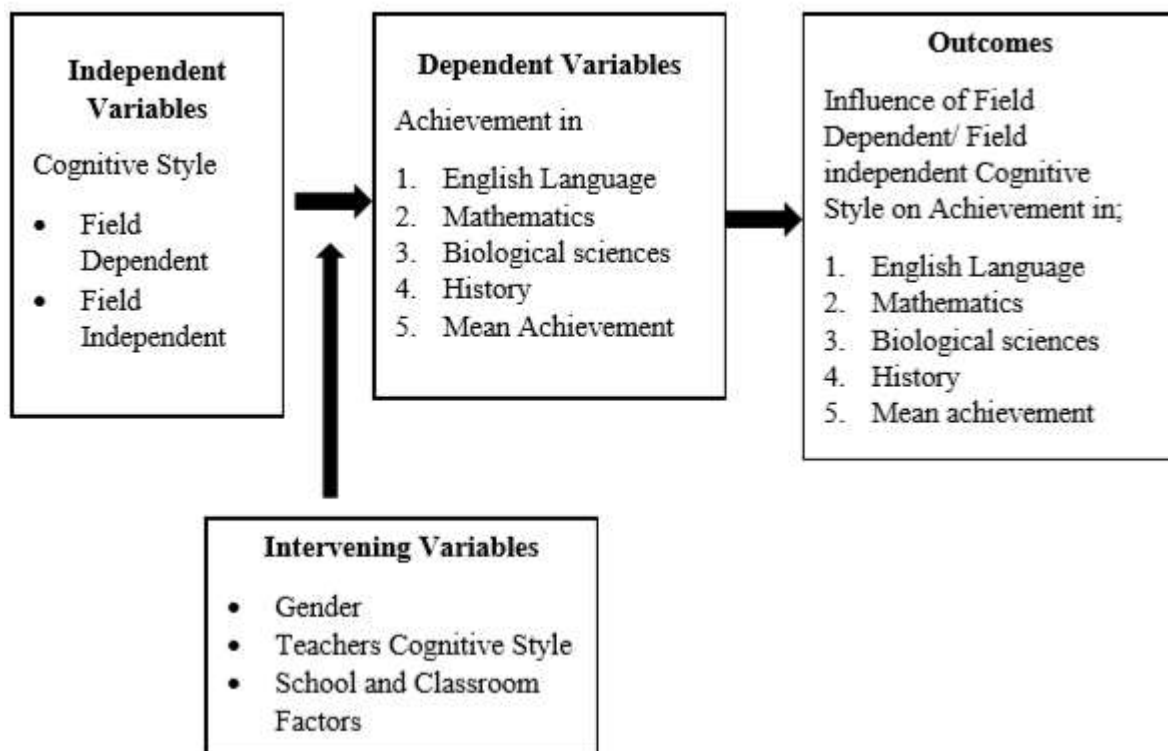 Independent
Variables
Cognitive Style
• Field
Dependent
• Field
Independent
Dependent Variables
Achievement in
1. English Language
2. Mathematics
3. Biological sciences
4. History
5. Mean Achievement
Outcomes
Influence of Field
Dependent/ Field
independent Cognitive
Style on Achievement in;
1. English Language
2. Mathematics
3. Biological sciences
4. History
5. Mean achievement
Intervening Variables
• Gender
• Teachers Cognitive Style
• School and Classroom
Factors